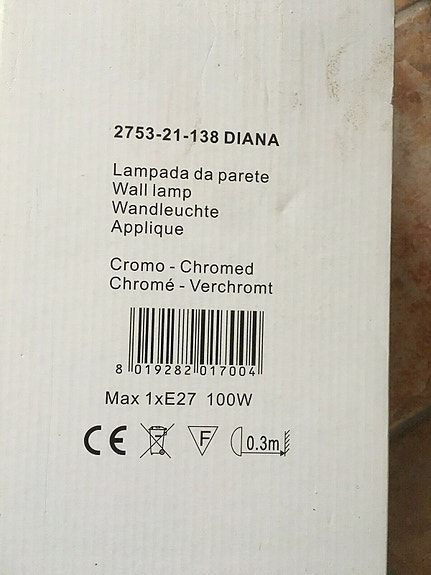 2753-21-138 DIANA
Lampada da parete
Wall lamp
Wandleuchte
Applique
Cromo - Chromed
Chromé - Verchromt
8 019282 017004
Max 1xE27 100W
CE F 0.3m